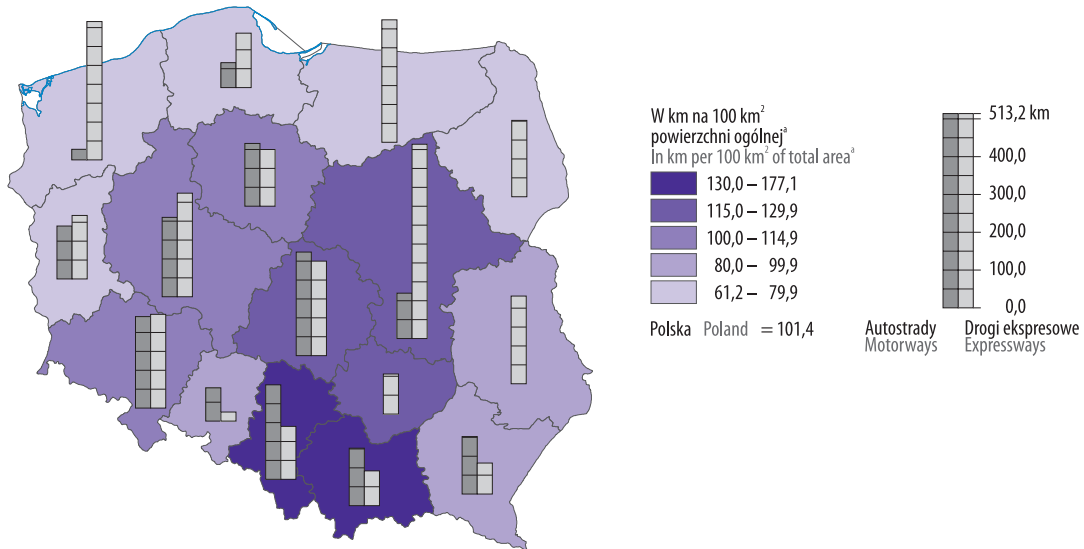 W km na 100 km²
powierzchni ogólnejª
In km per 100 km² of total areaª
130,0 – 177,1
115,0 – 129,9
100,0 – 114,9
80,0 – 99,9
61,2 – 79,9
Polska Poland = 101,4
513,2 km
400,0
300,0
200,0
100,0
0,0
Autostrady Drogi ekspresowe
Motorways Expressways